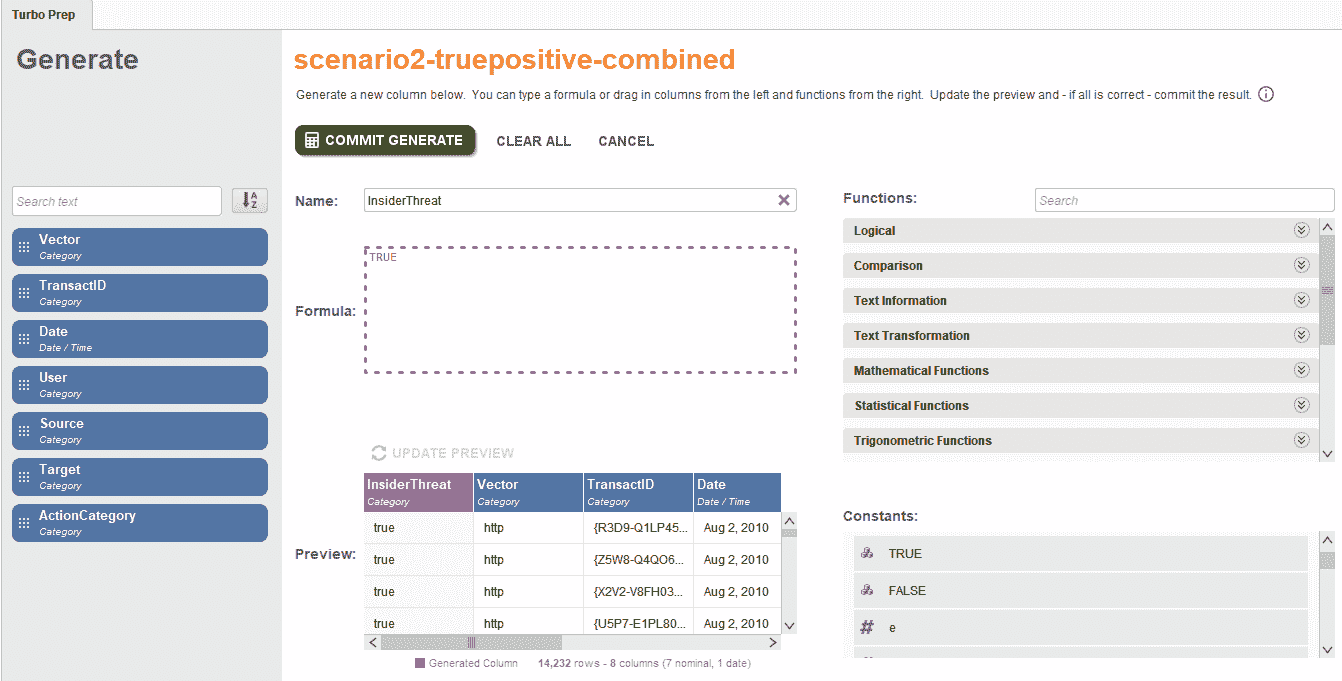 Turbo Prep
Generate
scenario2-truepositive-combined
Generate a new column below. You can type a formula or drag in columns from the left and functions from the right. Update the preview and - if all is correct - commit the result.
COMMIT GENERATE
CLEAR ALL
CANCEL
Search text
A
Z
Vector
Category
TransactID
Category
Date
Date / Time
User
Category
Source
Category
Target
Category
ActionCategory
Category
Name:
InsiderThreat
Formula:
TRUE
UPDATE PREVIEW
Preview:
InsiderThreat Vector TransactID Date
Category Category Category Date / Time
true http {R3D9-Q1LP45... Aug 2, 2010
true http {Z5W8-Q4QO6... Aug 2, 2010
true http {X2V2-V8FH03... Aug 2, 2010
true http {U5P7-E1PL80... Aug 2, 2010
Generated Column 14,232 rows - 8 columns (7 nominal, 1 date)
Functions:
Search
Logical
Comparison
Text Information
Text Transformation
Mathematical Functions
Statistical Functions
Trigonometric Functions
Constants:
TRUE
FALSE
# e